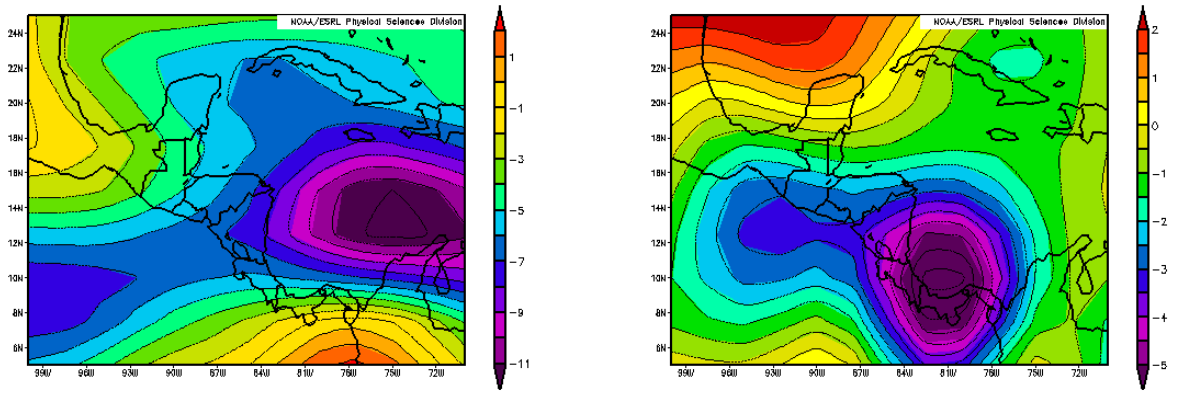 NOAA/ESRL Physical Sciences Division
24N
22N
20N
18N
16N
14N
12N
10N
8N
6N
99W 96W 93W 90W 87W 84W 81W 78W 75W 72W
1
-1
-3
-5
-7
-9
-11
NOAA/ESRL Physical Sciences Division
24N
22N
20N
18N
16N
14N
12N
10N
8N
6N
99W 96W 93W 90W 87W 84W 81W 78W 75W 72W
2
1
0
-1
-2
-3
-4
-5